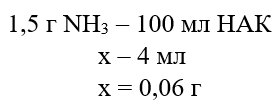 1,5 г NH₃ – 100 мл НАК
х – 4 мл
х = 0,06 г